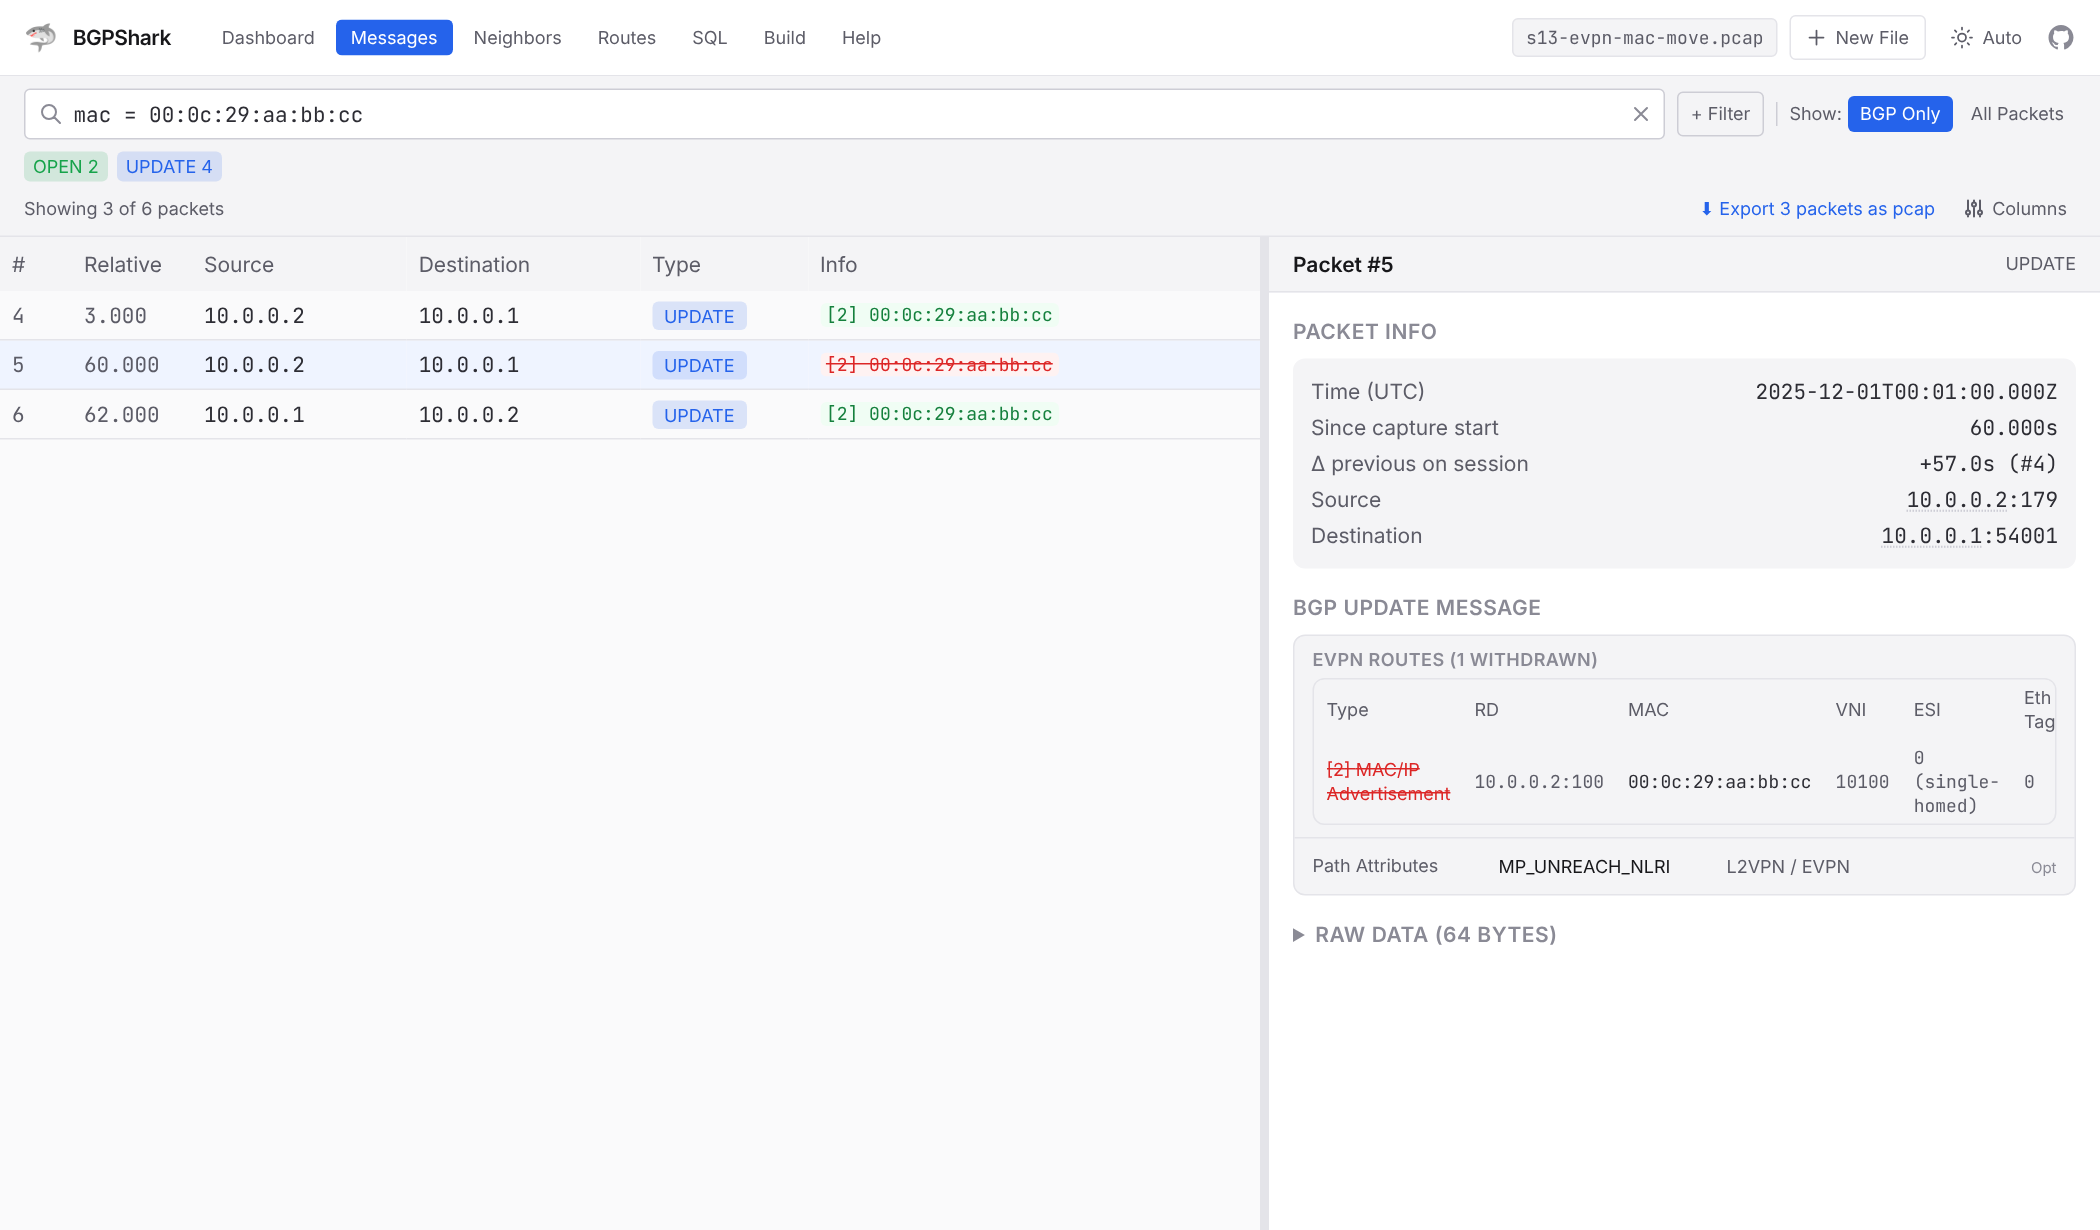 BGPShark Dashboard Messages Neighbors Routes SQL Build Help s13-evpn-mac-move.pcap + New File Auto
mac = 00:0c:29:aa:bb:cc
+ Filter Show: BGP Only All Packets
OPEN 2 UPDATE 4
Showing 3 of 6 packets
⬇ Export 3 packets as pcap Columns
# Relative Source Destination Type Info
4 3.000 10.0.0.2 10.0.0.1 UPDATE [2] 00:0c:29:aa:bb:cc
5 60.000 10.0.0.2 10.0.0.1 UPDATE [2] 00:0c:29:aa:bb:cc
6 62.000 10.0.0.1 10.0.0.2 UPDATE [2] 00:0c:29:aa:bb:cc
Packet #5 UPDATE
PACKET INFO
Time (UTC) 2025-12-01T00:01:00.000Z
Since capture start 60.000s
Δ previous on session +57.0s (#4)
Source 10.0.0.2:179
Destination 10.0.0.1:54001
BGP UPDATE MESSAGE
EVPN ROUTES (1 WITHDRAWN)
Type RD MAC VNI ESI Eth Tag
[2] MAC/IP Advertisement 10.0.0.2:100 00:0c:29:aa:bb:cc 10100 0 (single-homed) 0
Path Attributes MP_UNREACH_NLRI L2VPN / EVPN Opt
▶ RAW DATA (64 BYTES)